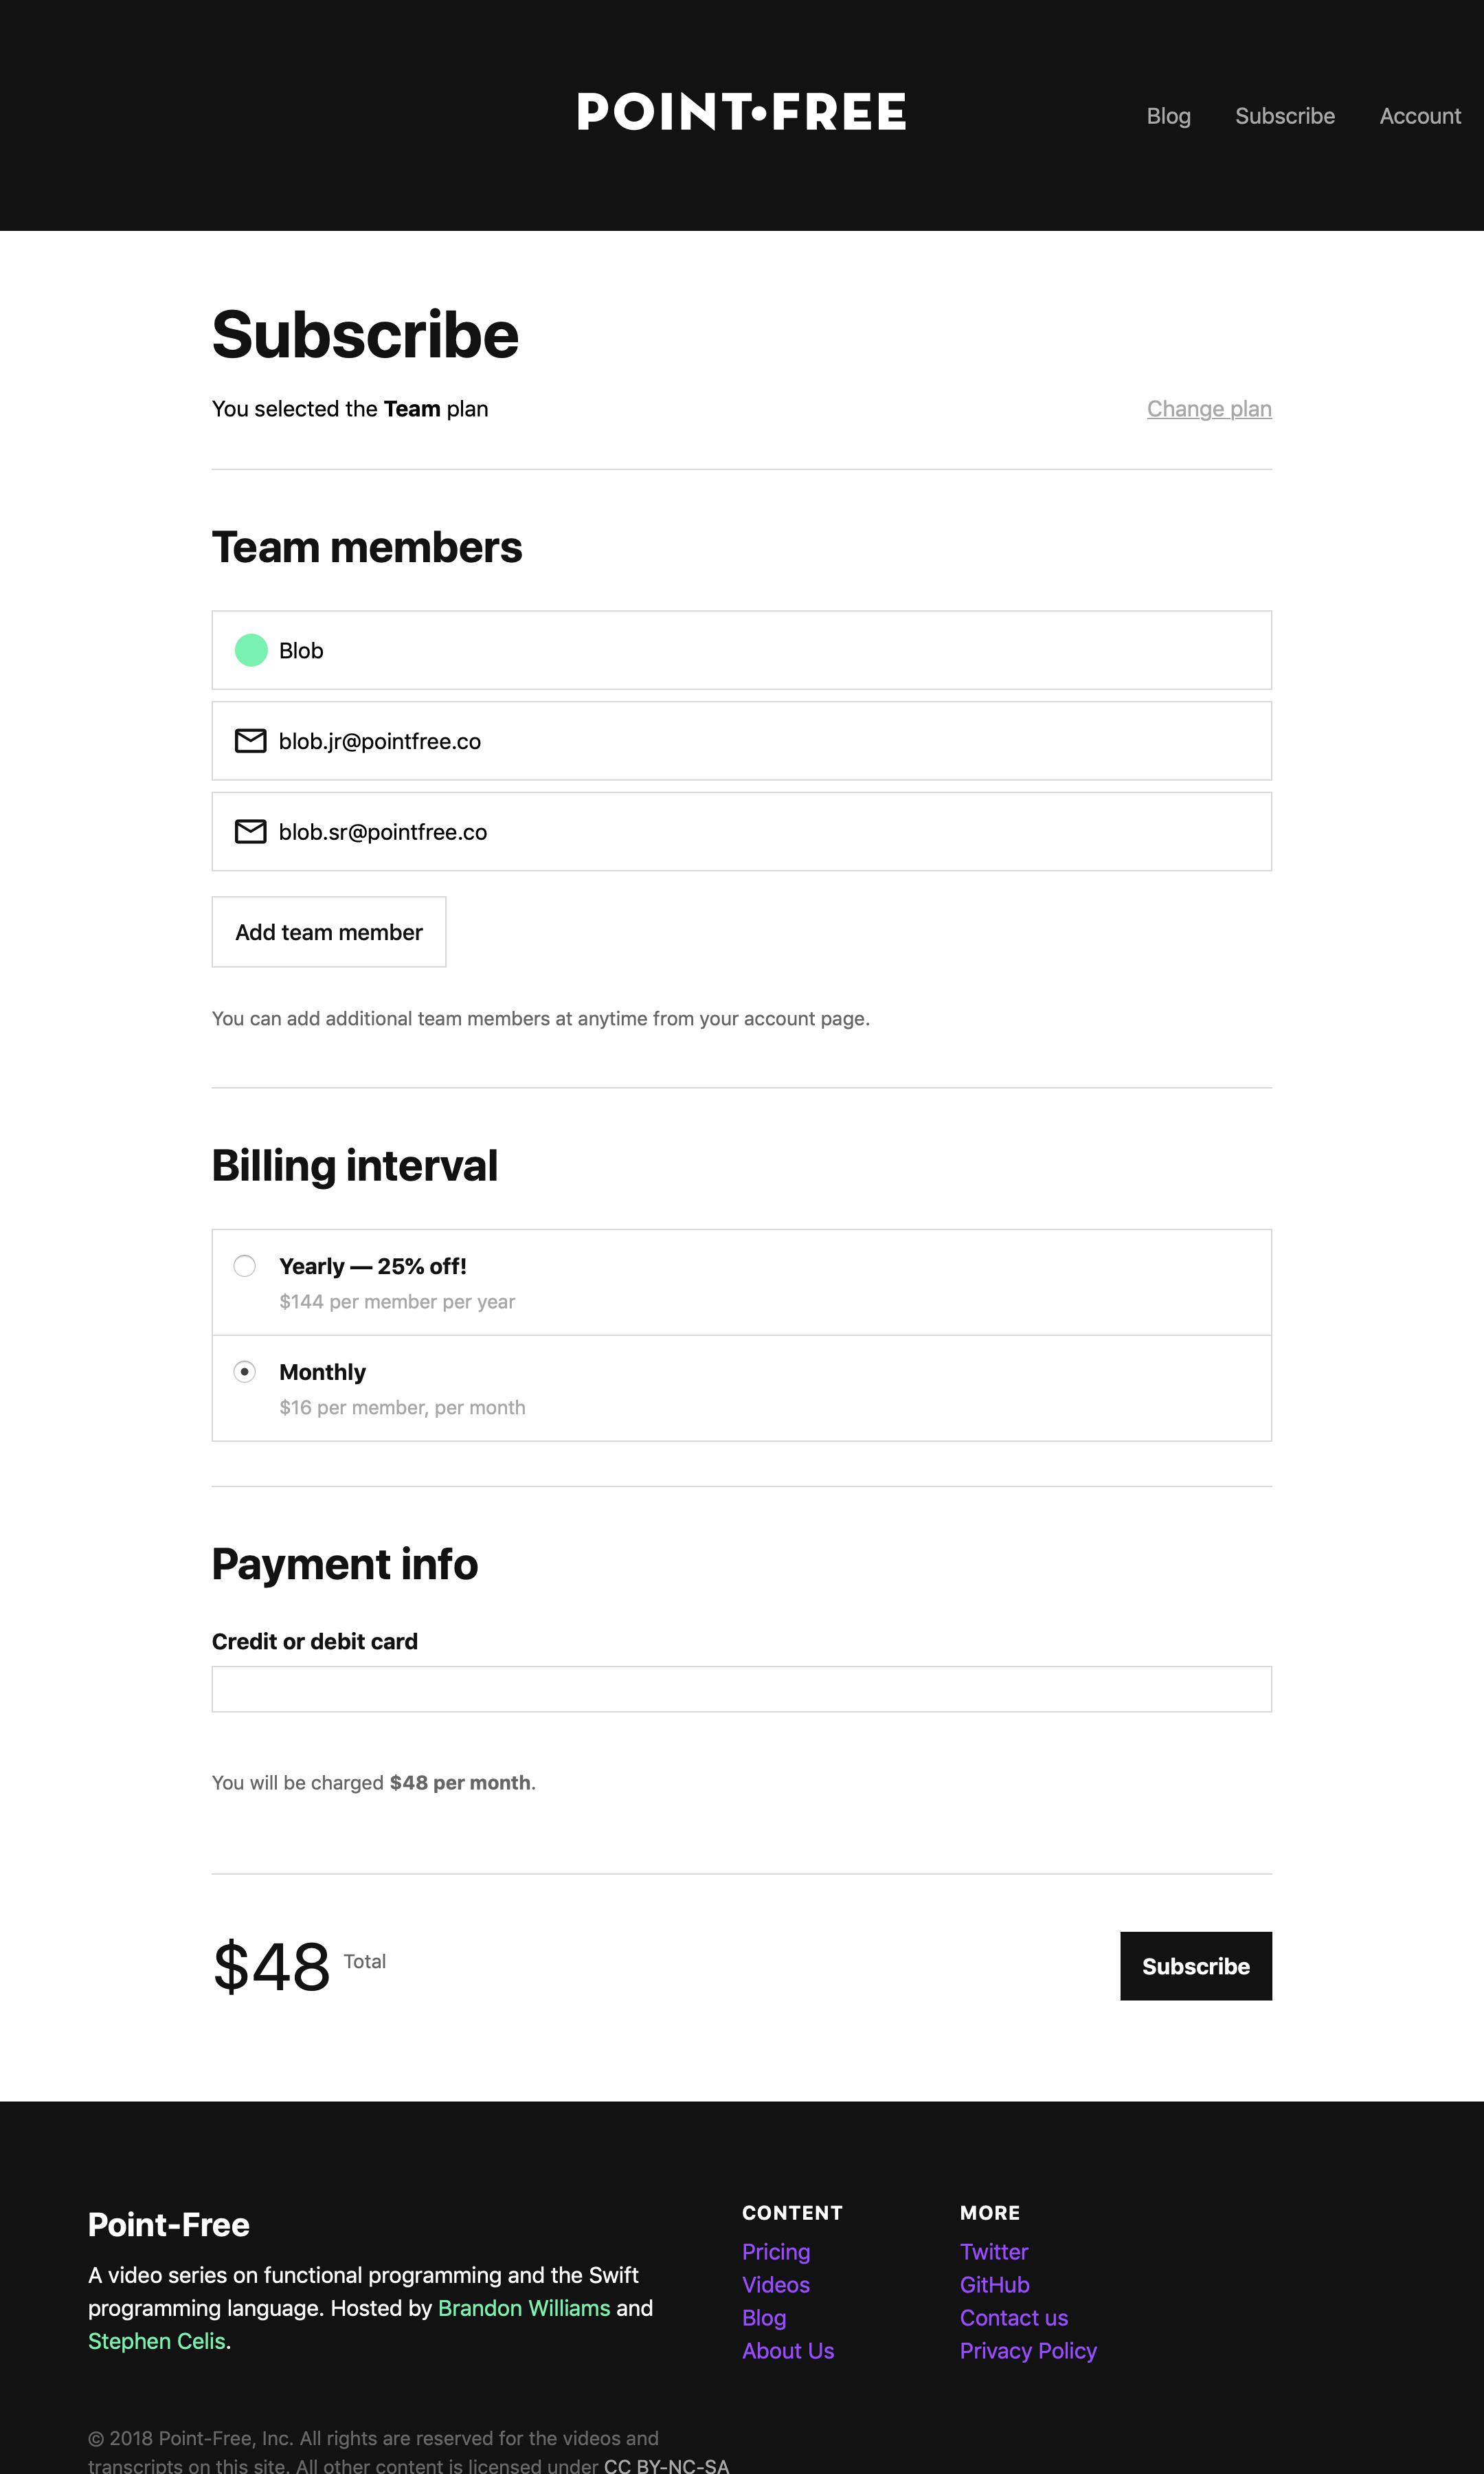 POINT•FREE
Blog Subscribe Account
Subscribe
You selected the Team plan
Change plan
Team members
Blob
blob.jr@pointfree.co
blob.sr@pointfree.co
Add team member
You can add additional team members at anytime from your account page.
Billing interval
Yearly — 25% off!
$144 per member per year
Monthly
$16 per member, per month
Payment info
Credit or debit card
You will be charged $48 per month.
$48 Total
Subscribe
Point-Free
A video series on functional programming and the Swift
programming language. Hosted by Brandon Williams and
Stephen Celis.
CONTENT
Pricing
Videos
Blog
About Us
MORE
Twitter
GitHub
Contact us
Privacy Policy
© 2018 Point-Free, Inc. All rights are reserved for the videos and
transcripts on this site. All other content is licensed under CC BY-NC-SA